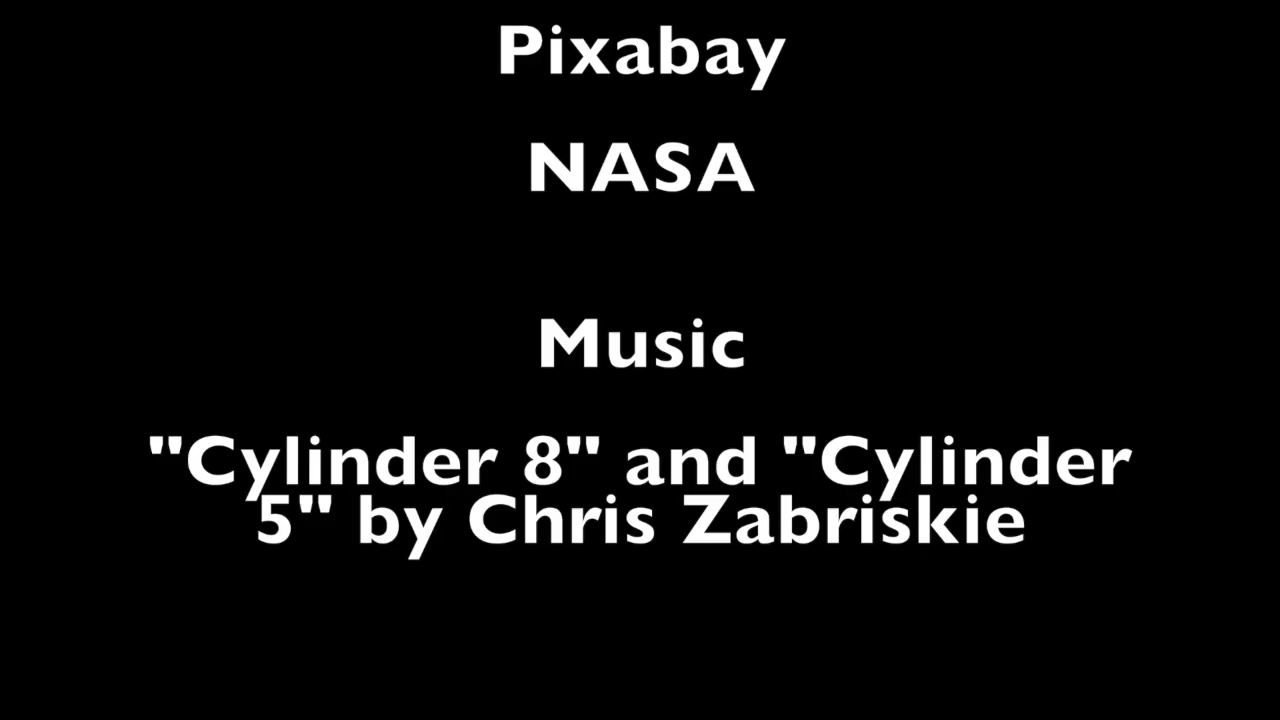 Pixabay
NASA
Music
"Cylinder 8" and "Cylinder
5" by Chris Zabriskie